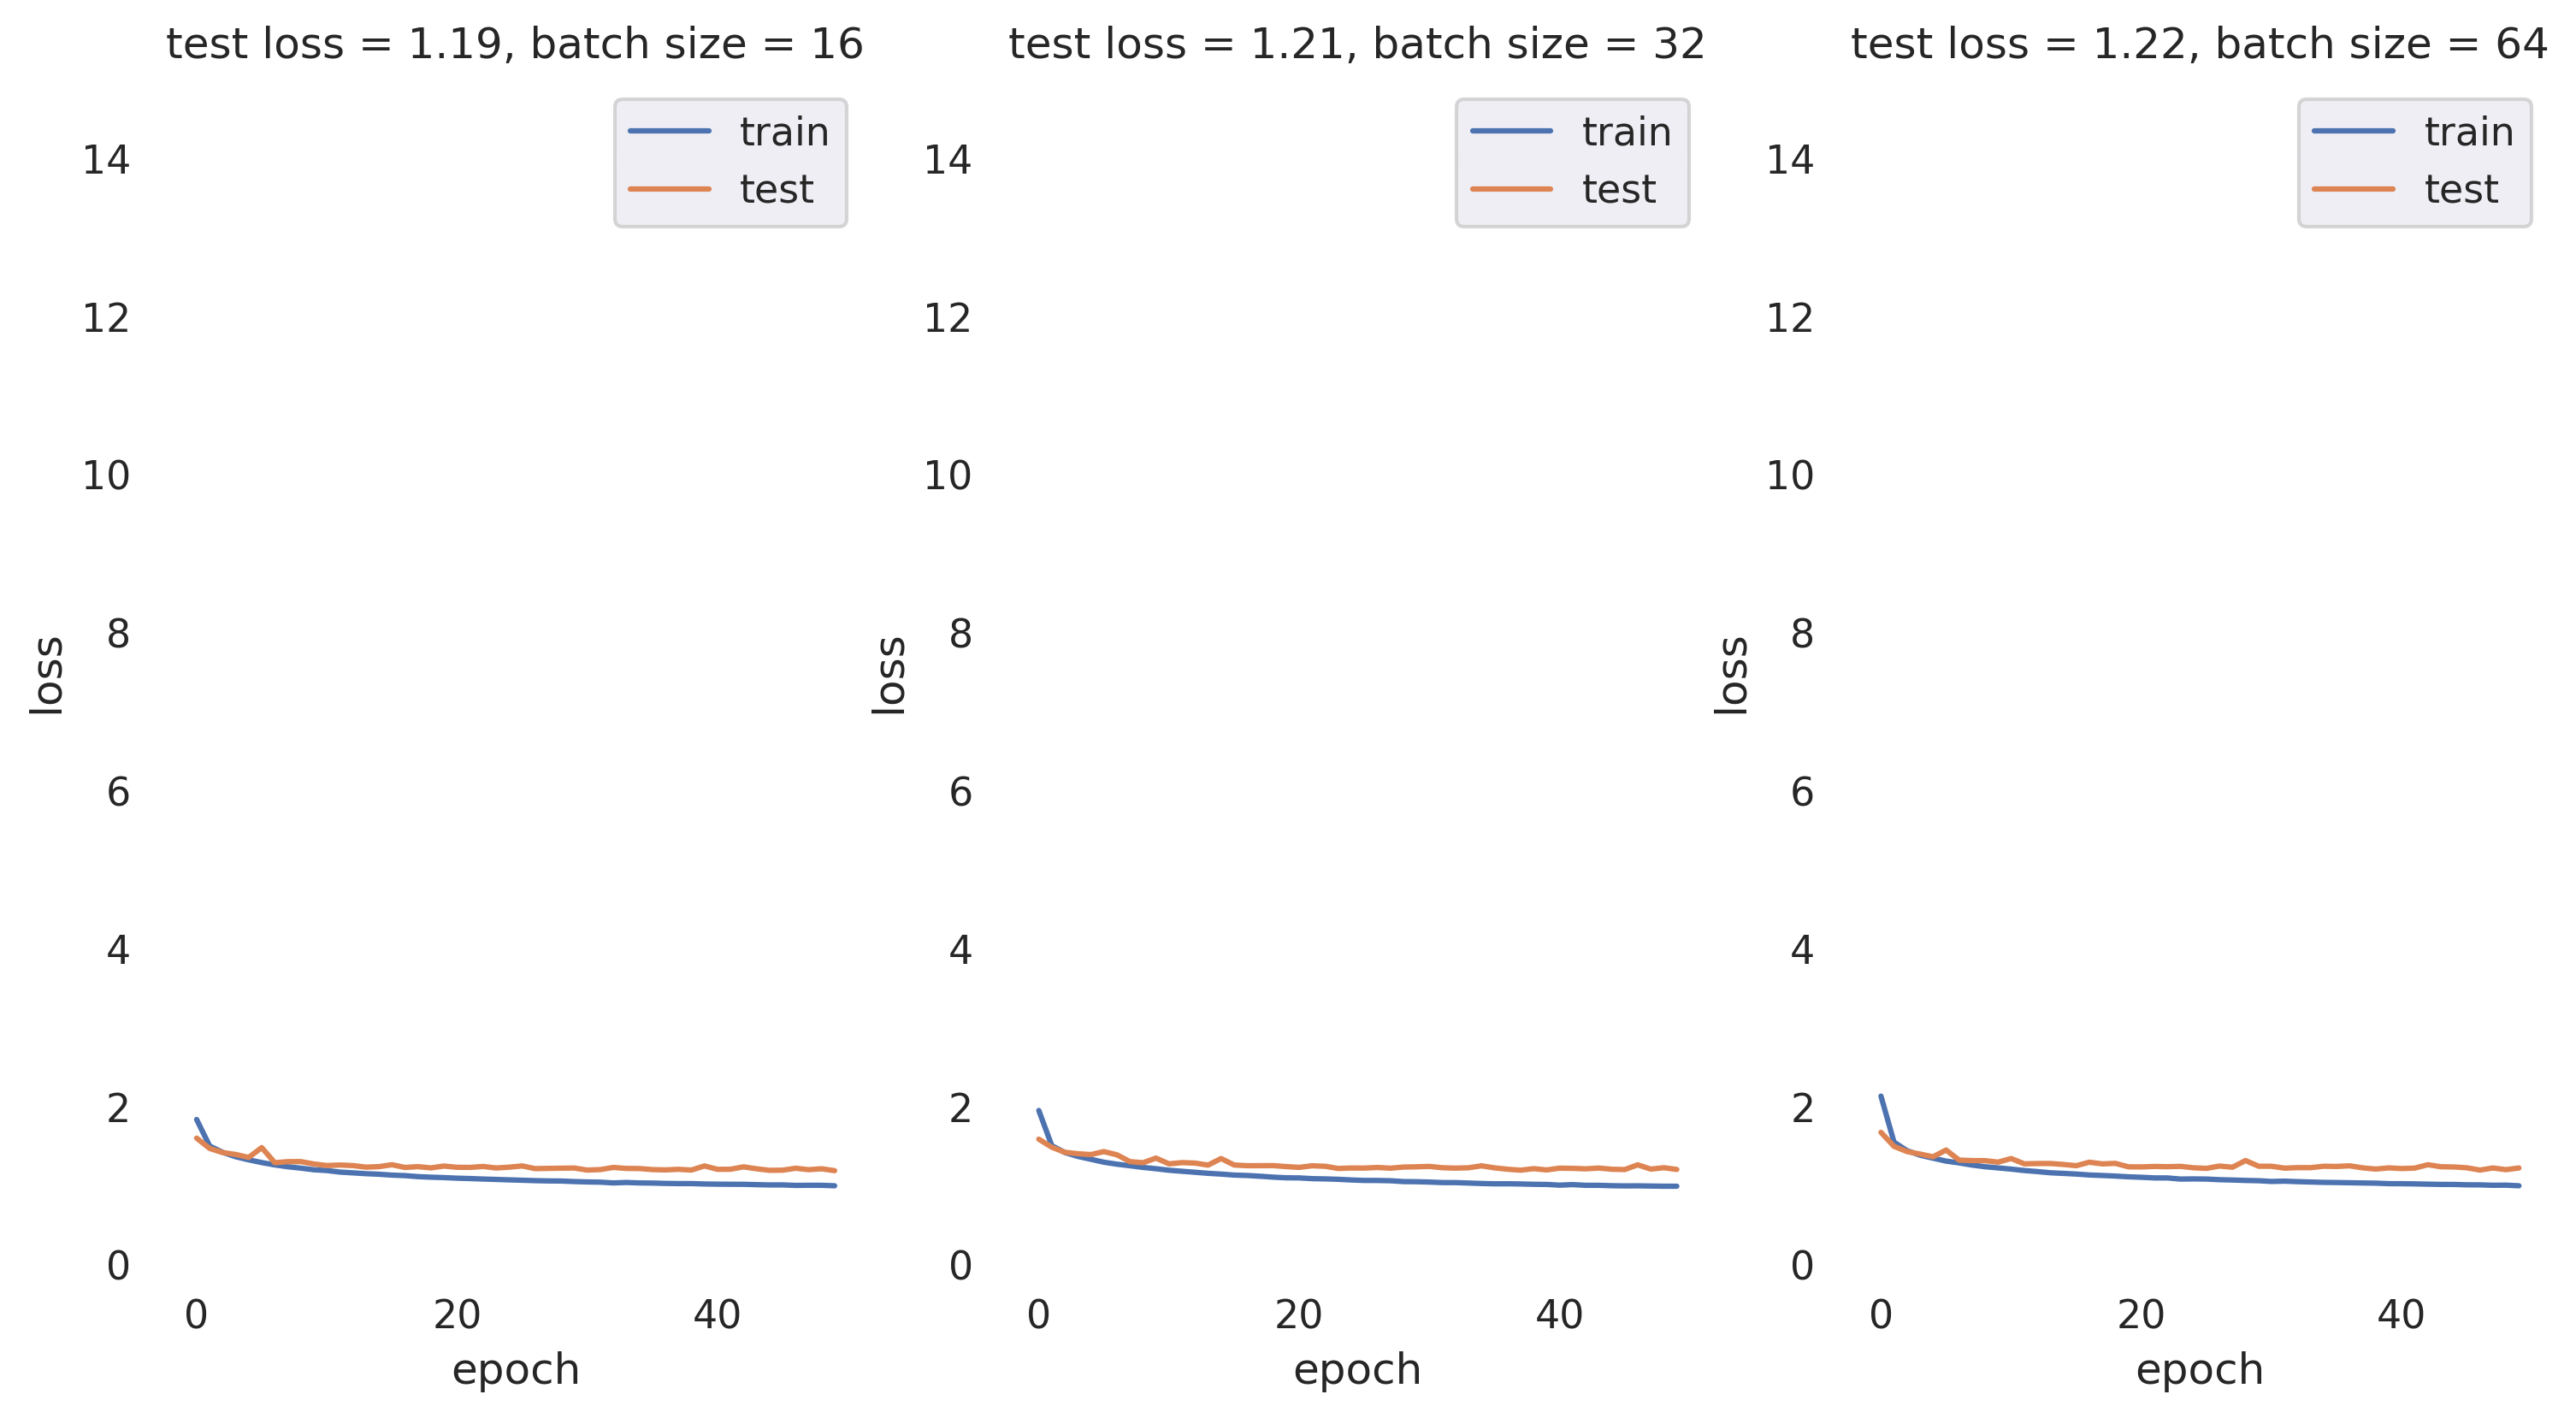 test loss = 1.19, batch size = 16
train
test
14
12
10
8
6
4
2
0
loss
0 20 40
epoch
test loss = 1.21, batch size = 32
train
test
14
12
10
8
6
4
2
0
loss
0 20 40
epoch
test loss = 1.22, batch size = 64
train
test
14
12
10
8
6
4
2
0
loss
0 20 40
epoch